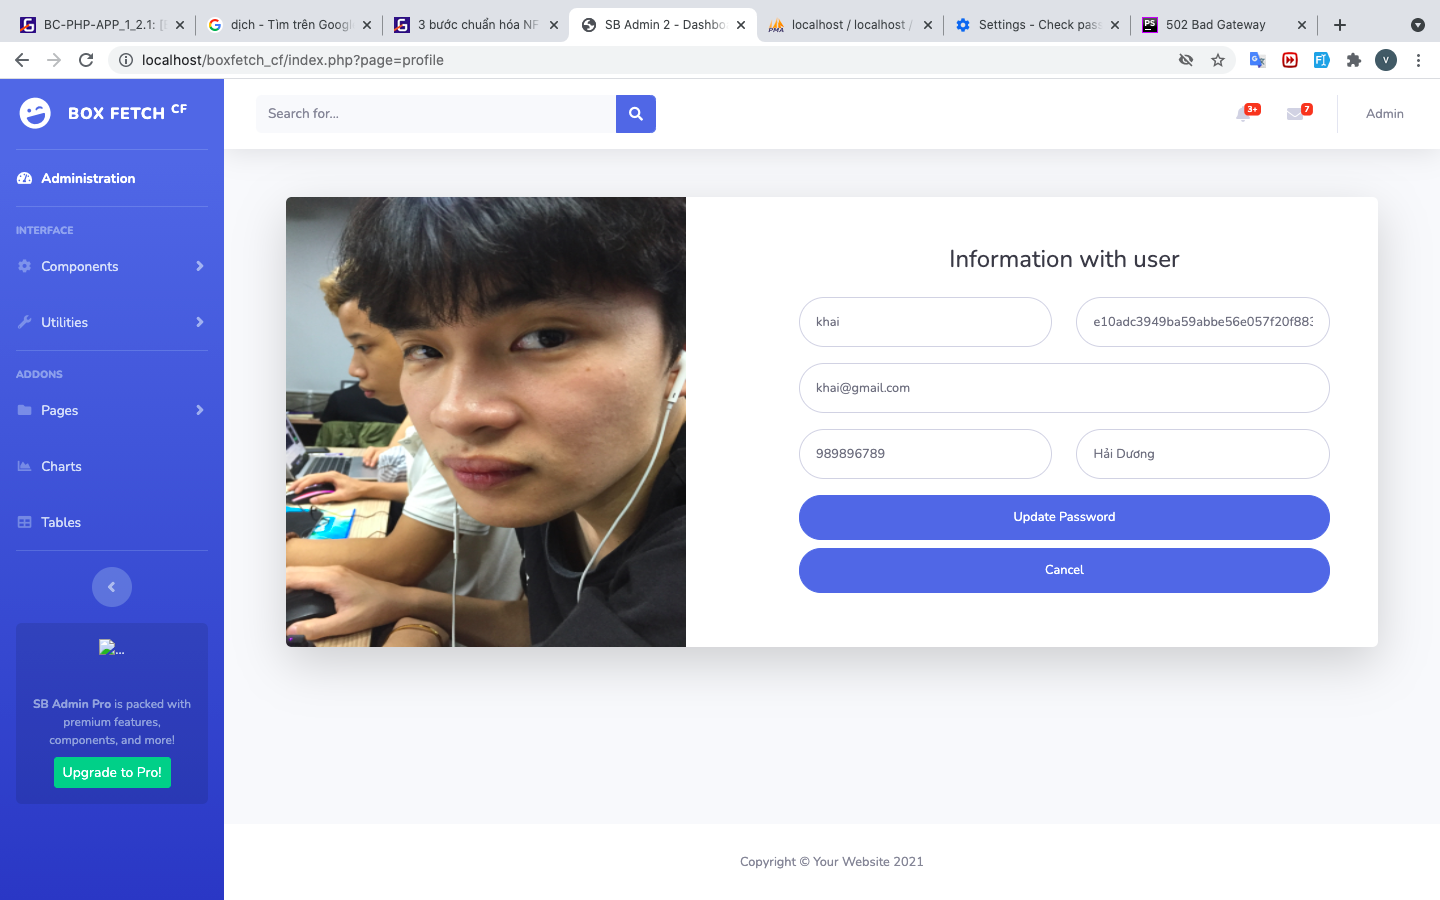 BC-PHP-APP_1_2.1: [
dịch - Tìm trên Googl
3 bước chuẩn hóa NF
SB Admin 2 - Dashbo
localhost / localhost /
Settings - Check pas
502 Bad Gateway
localhost/boxfetch_cf/index.php?page=profile
V
BOX FETCH CF
Search for...
3+
7
Admin
Administration
INTERFACE
Components
Utilities
ADDONS
Pages
Charts
Tables
...
SB Admin Pro is packed with
premium features,
components, and more!
Upgrade to Pro!
Information with user
khai
e10adc3949ba59abbe56e057f20f883
khai@gmail.com
989896789
Hải Dương
Update Password
Cancel
Copyright © Your Website 2021